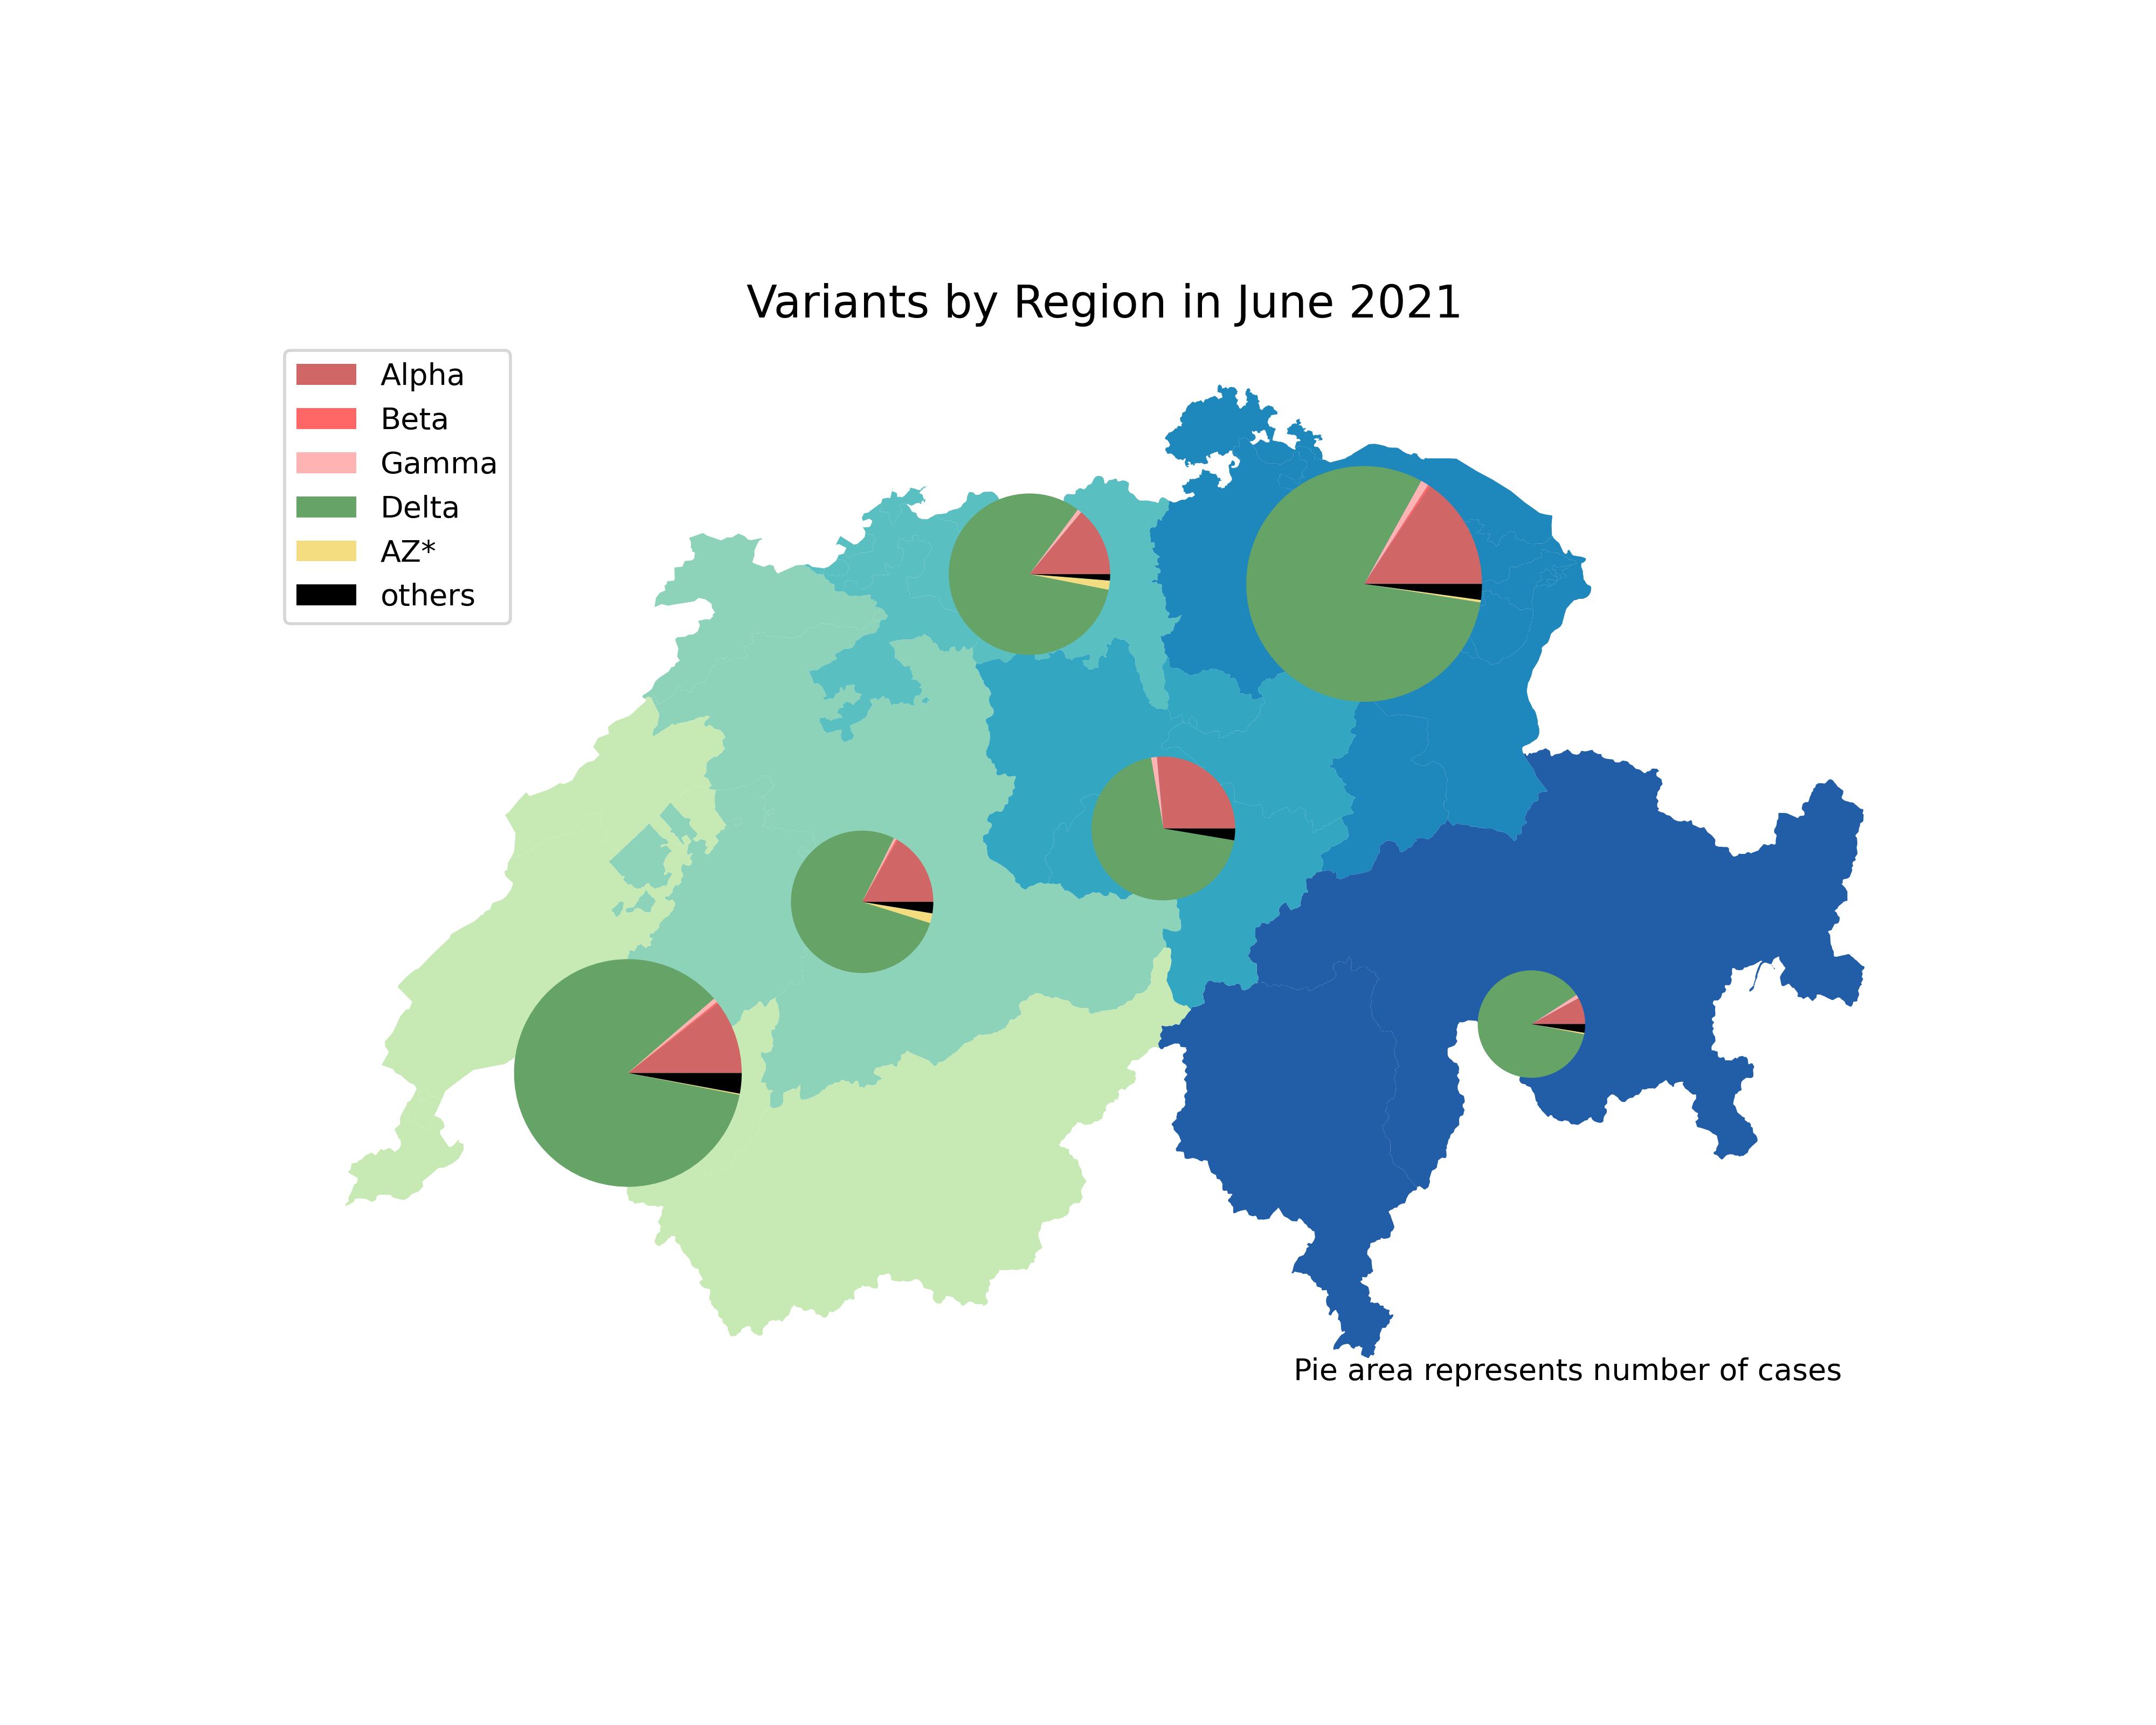 Variants by Region in June 2021
Alpha
Beta
Gamma
Delta
AZ*
others
Pie area represents number of cases